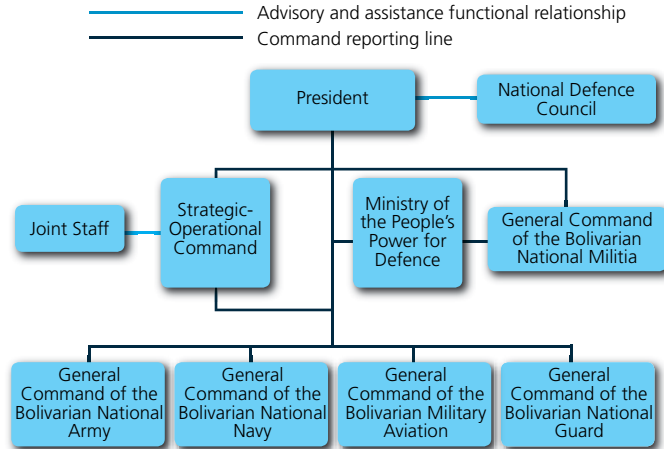 Advisory and assistance functional relationship
Command reporting line
President
National Defence
Council
Joint Staff
Strategic-
Operational
Command
Ministry of
the People's
Power for
Defence
General Command
of the Bolivarian
National Militia
General
Command of the
Bolivarian National
Army
General
Command of the
Bolivarian National
Navy
General
Command of the
Bolivarian Military
Aviation
General
Command of the
Bolivarian National
Guard